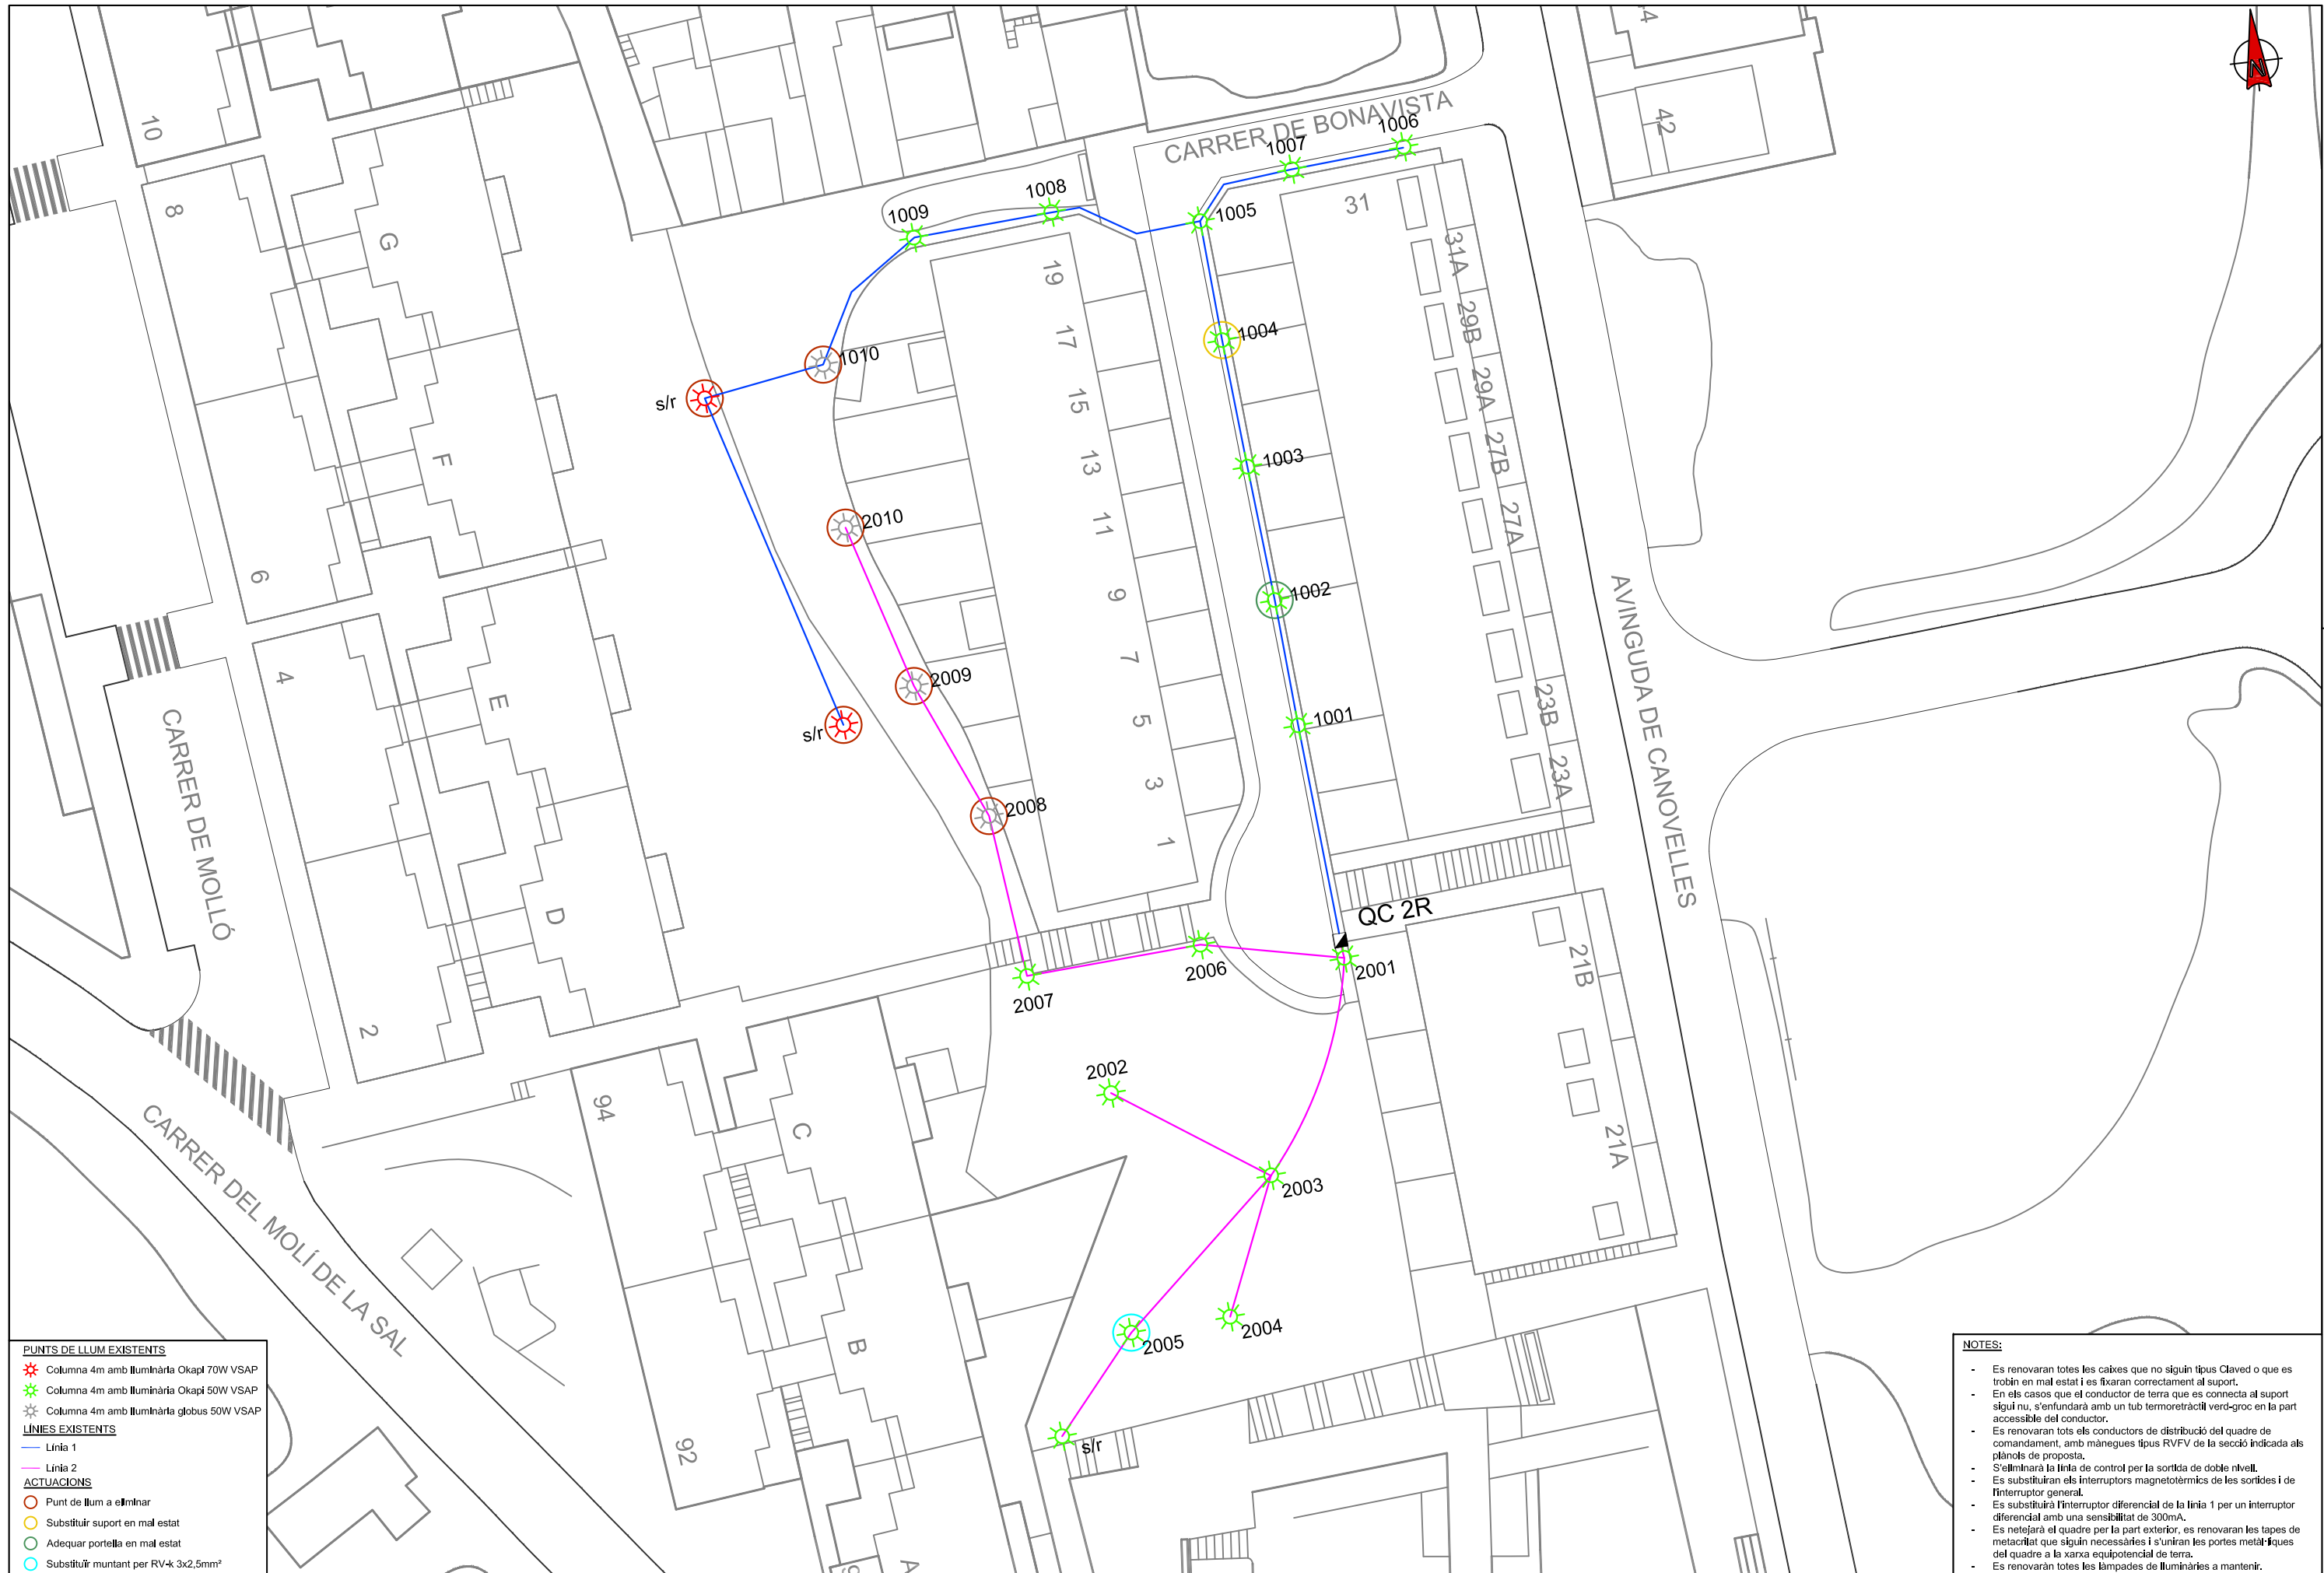 N
44
42
10
8
G
F
6
4
E
D
2
CARRER DE MOLLÓ
CARRER DEL MOLÍ DE LA SAL
94
C
B
92
A
CARRER DE BONAVISTA
1006
1007
1008
1009
1005
1004
1003
1002
1001
1010
s/r
s/r
2010
2009
2008
2007
2006
2001
QC 2R
2002
2003
2004
2005
s/r
19
17
15
13
11
9
7
5
3
1
31
31A
29B
29A
27B
27A
23B
23A
21B
21A
AVINGUDA DE CANOVELLES
PUNTS DE LLUM EXISTENTS
Columna 4m amb lluminària Okapi 70W VSAP
Columna 4m amb lluminària Okapi 50W VSAP
Columna 4m amb lluminària globus 50W VSAP
LÍNIES EXISTENTS
Línia 1
Línia 2
ACTUACIONS
Punt de llum a eliminar
Substituir suport en mal estat
Adequar portella en mal estat
Substituïr muntant per RV-k 3x2,5mm²
NOTES:
- Es renovaran totes les caixes que no siguin tipus Claved o que es
trobin en mal estat i es fixaran correctament al suport.
- En els casos que el conductor de terra que es connecta al suport
sigui nu, s'enfundarà amb un tub termoretràctil verd-groc en la part
accessible del conductor.
- Es renovaran tots els conductors de distribució del quadre de
comandament, amb mànegues tipus RVFV de la secció indicada als
plànols de proposta.
- S'eliminarà la línia de control per la sortida de doble nivell.
- Es substituiran els interruptors magnetotèrmics de les sortides i de
l'interruptor general.
- Es substituirà l'interruptor diferencial de la línia 1 per un interruptor
diferencial amb una sensibilitat de 300mA.
- Es netejarà el quadre per la part exterior, es renovaran les tapes de
metacrilat que siguin necessàries i s'uniran les portes metàl·liques
del quadre a la xarxa equipotencial de terra.
- Es renovaràn totes les làmpades de lluminàries a mantenir.